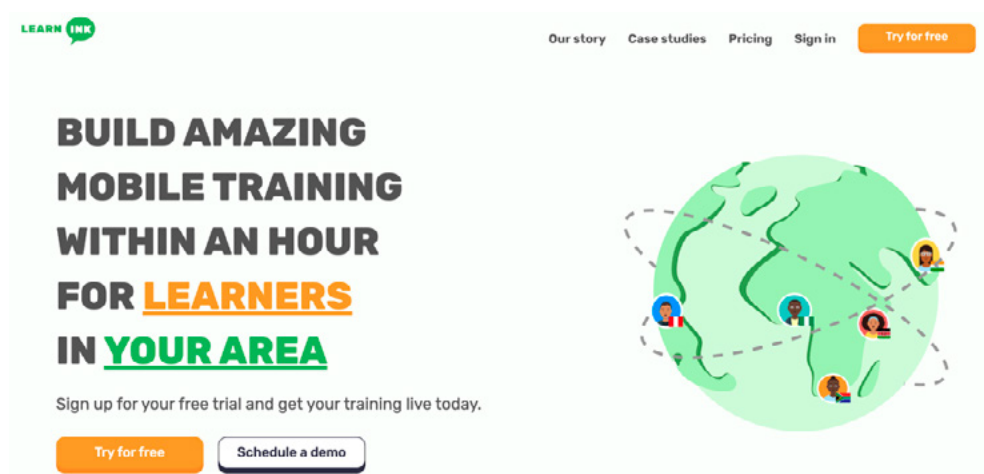 LEARN INK
Our story Case studies Pricing Sign in Try for free
BUILD AMAZING
MOBILE TRAINING
WITHIN AN HOUR
FOR LEARNERS
IN YOUR AREA
Sign up for your free trial and get your training live today.
Try for free Schedule a demo